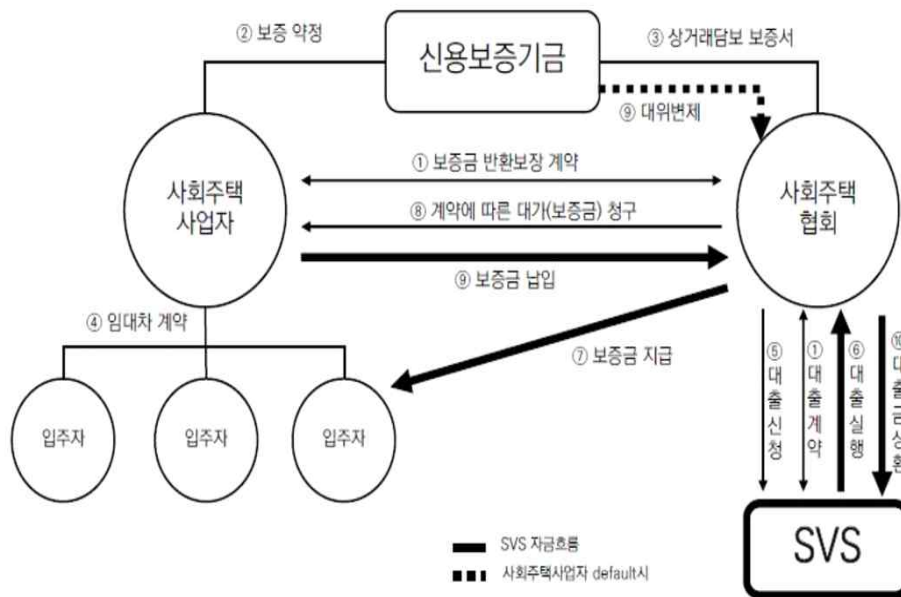 ② 보증 약정
신용보증기금
③ 상거래담보 보증서
⑨ 대위변제
사회주택
사업자
① 보증금 반환보장 계약
⑧ 계약에 따른 대가(보증금) 청구
⑨ 보증금 납입
사회주택
협회
④ 임대차 계약
⑦ 보증금 지급
입주자
입주자
입주자
⑤ 대출신청
① 대출계약
⑥ 대출실행
⑩ 대출금상환
SVS
SVS 자금흐름
사회주택사업자 default시